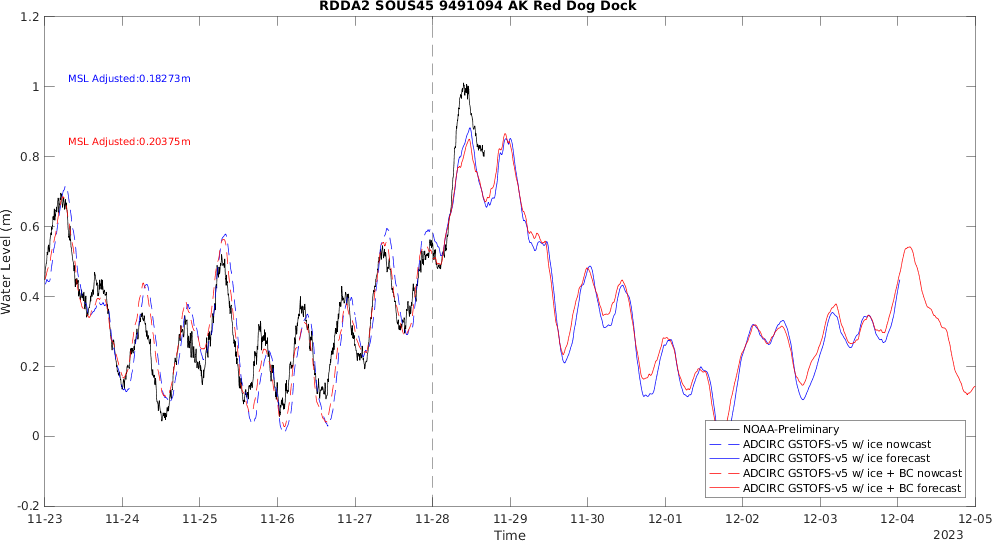 RDDA2 SOUS45 9491094 AK Red Dog Dock
1.2
1
0.8
0.6
0.4
0.2
0
-0.2
Water Level (m)
MSL Adjusted:0.18273m
MSL Adjusted:0.20375m
NOAA-Preliminary
ADCIRC GSTOFS-v5 w/ ice nowcast
ADCIRC GSTOFS-v5 w/ ice forecast
ADCIRC GSTOFS-v5 w/ ice + BC nowcast
ADCIRC GSTOFS-v5 w/ ice + BC forecast
11-23 11-24 11-25 11-26 11-27 11-28 11-29 11-30 12-01 12-02 12-03 12-04 12-05
Time
2023